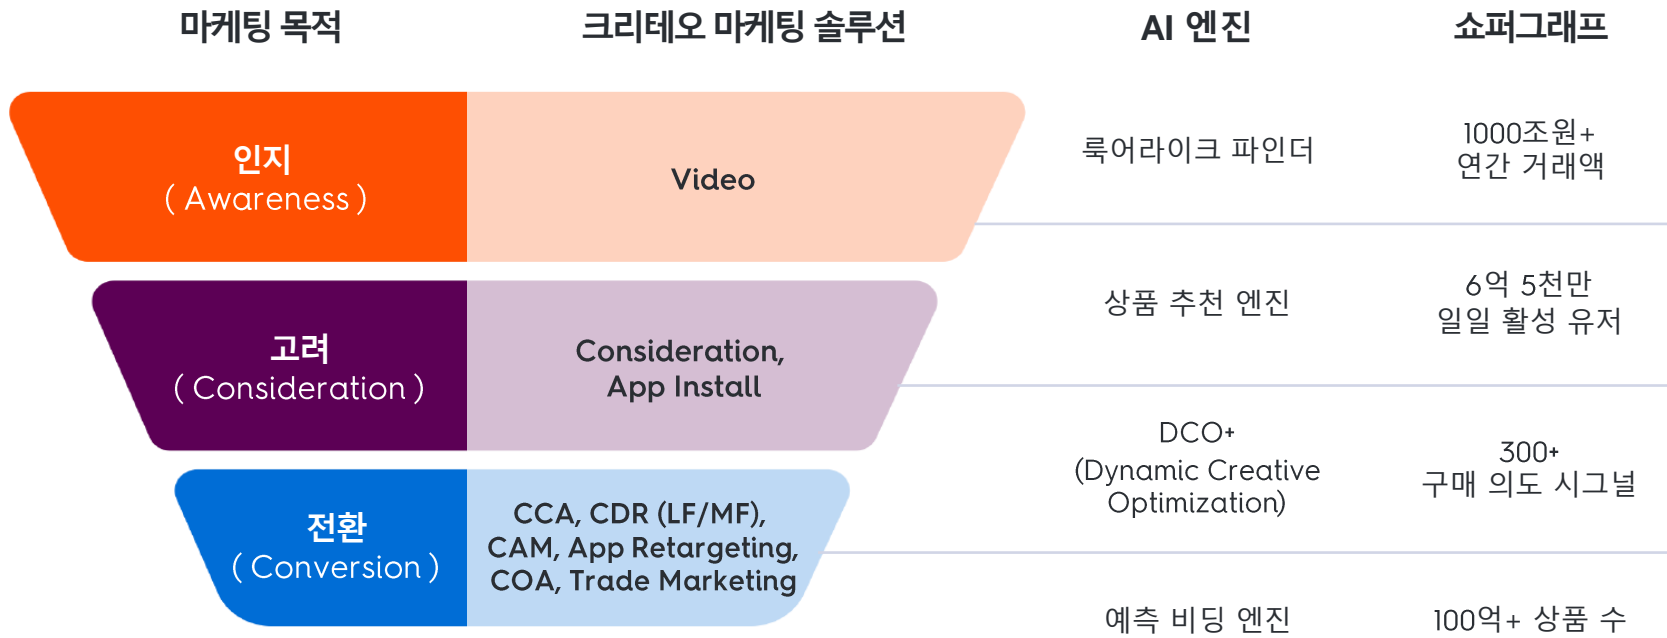 마케팅 목적
크리테오 마케팅 솔루션
AI 엔진
쇼퍼그래프
인지
( Awareness )
Video
룩어라이크 파인더
1000조원+
연간 거래액
고려
( Consideration )
Consideration,
App Install
상품 추천 엔진
6억 5천만
일일 활성 유저
전환
( Conversion )
CCA, CDR (LF/MF),
CAM, App Retargeting,
COA, Trade Marketing
DCO+
(Dynamic Creative
Optimization)
300+
구매 의도 시그널
예측 비딩 엔진
100억+ 상품 수